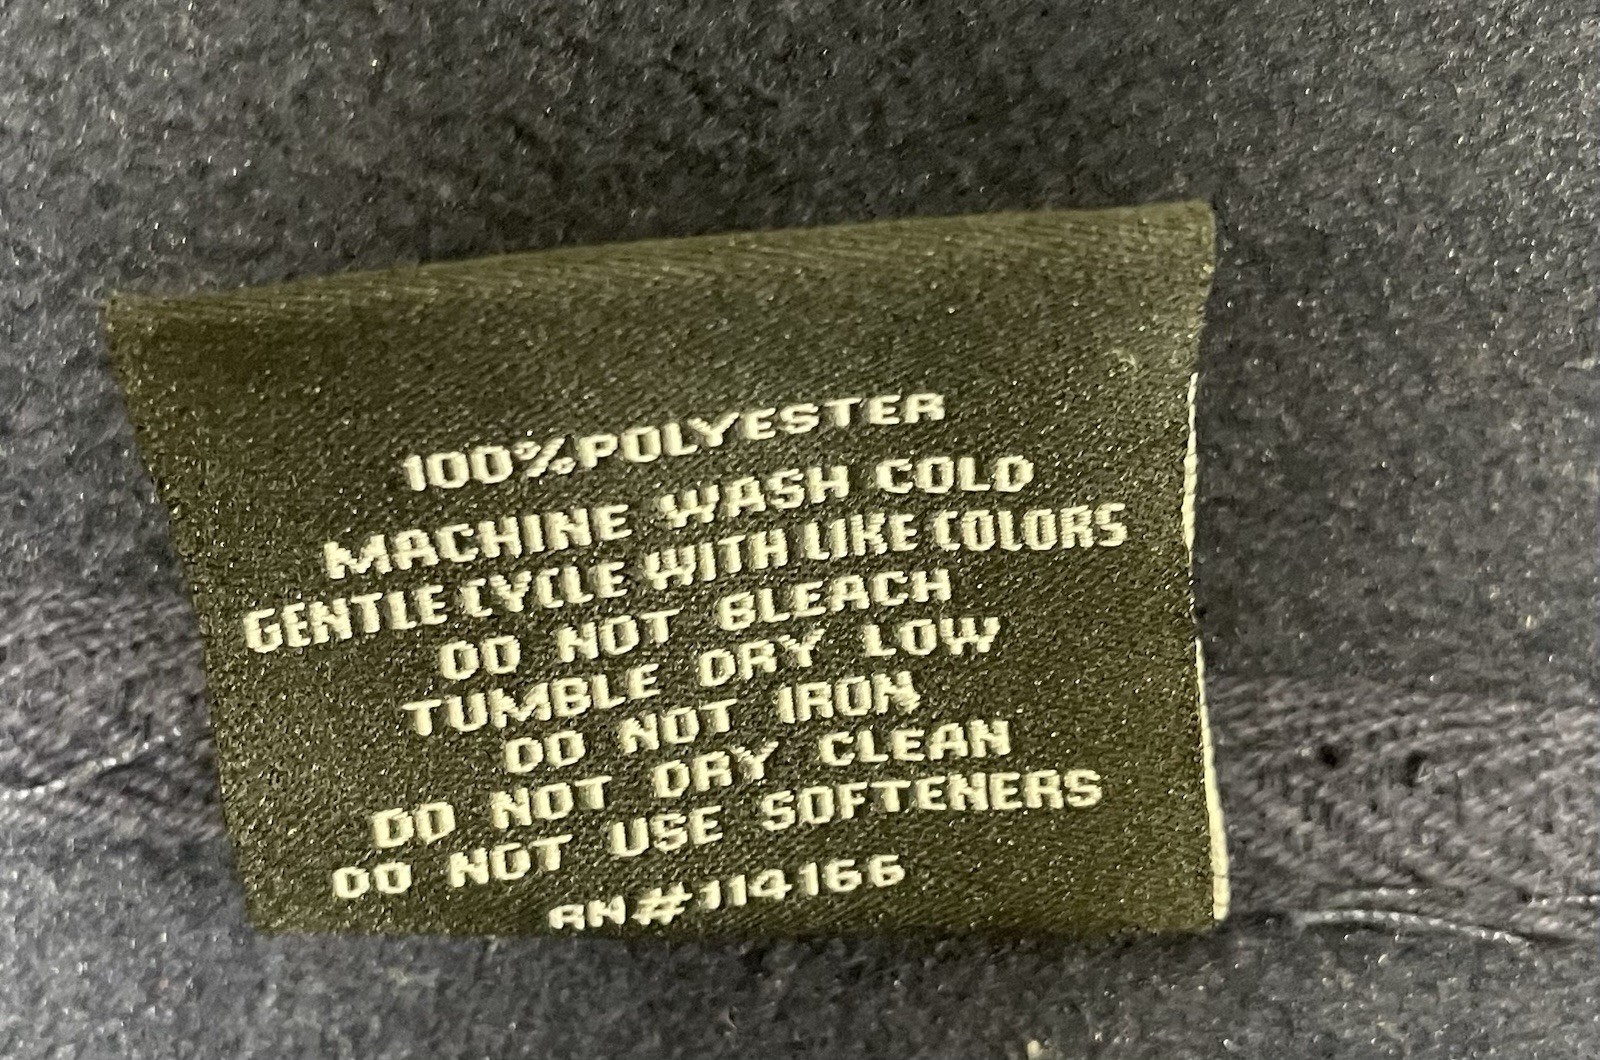 100%POLYESTER
MACHINE WASH COLD
GENTLE CYCLE WITH LIKE COLORS
DO NOT BLEACH
TUMBLE DRY LOW
DO NOT IRON
DO NOT DRY CLEAN
DO NOT USE SOFTENERS
RN#114166